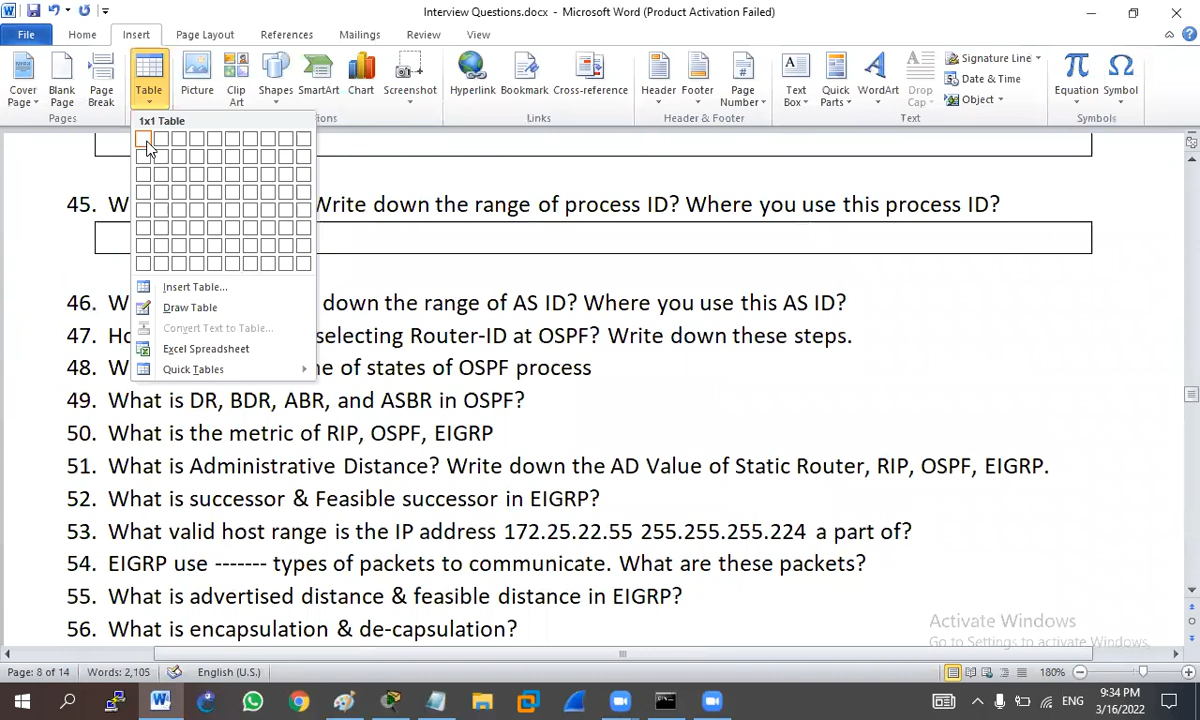 Interview Questions.docx - Microsoft Word (Product Activation Failed)
File Home Insert Page Layout References Mailings Review View
Cover Page Blank Page Page Break Table Picture Clip Art Shapes SmartArt Chart Screenshot Hyperlink Bookmark Cross-reference Header Footer Page Number Text Box Quick Parts WordArt Drop Cap Signature Line Date & Time Object Equation Symbol
Pages Links Header & Footer Text Symbols
1x1 Table
Insert Table...
Draw Table
Convert Text to Table...
Excel Spreadsheet
Quick Tables
45. W Write down the range of process ID? Where you use this process ID?
46. W down the range of AS ID? Where you use this AS ID?
47. Ho selecting Router-ID at OSPF? Write down these steps.
48. W ne of states of OSPF process
49. What is DR, BDR, ABR, and ASBR in OSPF?
50. What is the metric of RIP, OSPF, EIGRP
51. What is Administrative Distance? Write down the AD Value of Static Router, RIP, OSPF, EIGRP.
52. What is successor & Feasible successor in EIGRP?
53. What valid host range is the IP address 172.25.22.55 255.255.255.224 a part of?
54. EIGRP use ------- types of packets to communicate. What are these packets?
55. What is advertised distance & feasible distance in EIGRP?
56. What is encapsulation & de-capsulation?
Activate Windows
Go to Settings to activate Windows.
Page: 8 of 14 Words: 2,105 English (U.S.) 180%
ENG 9:34 PM
3/16/2022